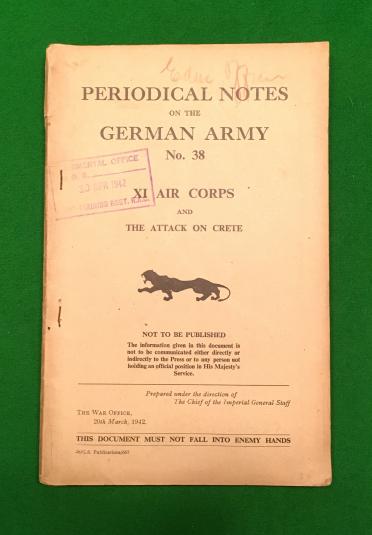 PERIODICAL NOTES
ON THE
GERMAN ARMY
No. 38
XI AIR CORPS
AND
THE ATTACK ON CRETE
OFFICE
1942
NOT TO BE PUBLISHED
The information given in this document is
not to be communicated either directly or
indirectly to the Press or to any person not
holding an official position in His Majesty's
Service.
Prepared under the direction of
The Chief of the Imperial General Staff
THE WAR OFFICE,
20th March, 1942.
THIS DOCUMENT MUST NOT FALL INTO ENEMY HANDS
Publications